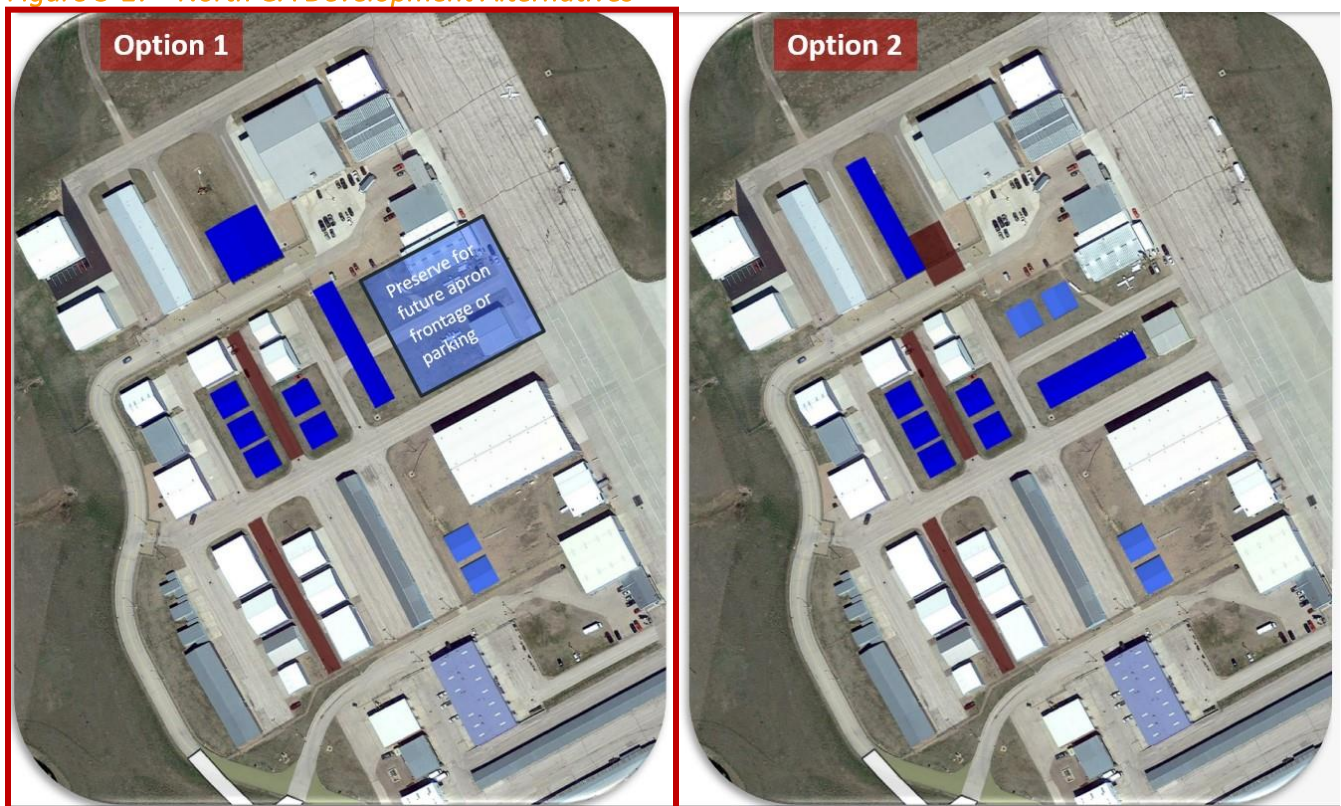 Option 1
Option 2
Preserve for
future apron
frontage or
parking